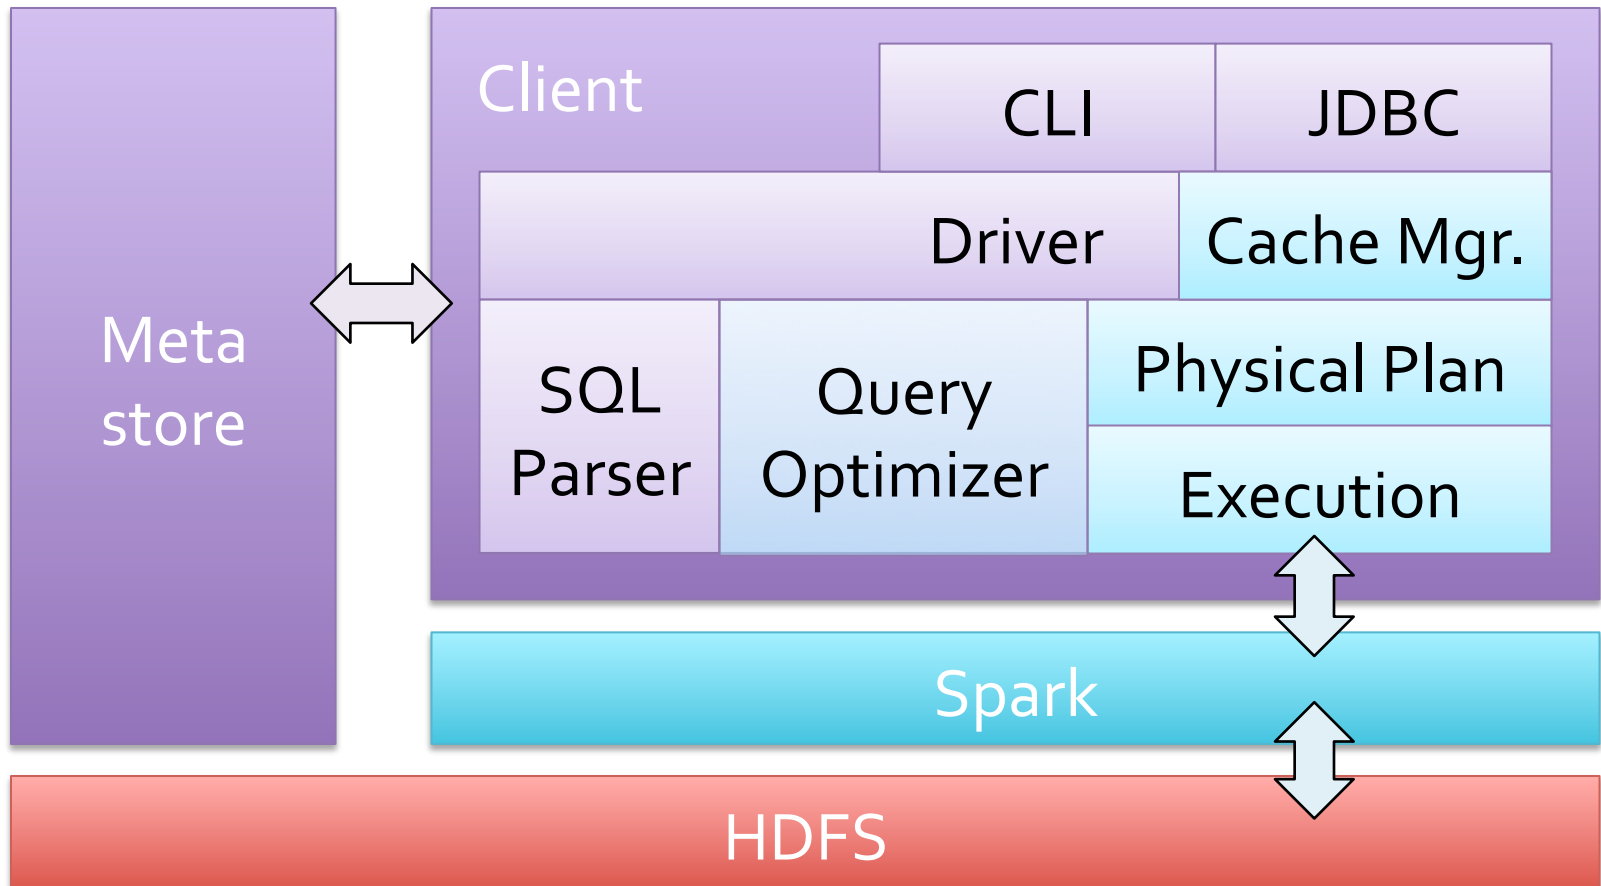 Client
CLI
JDBC
Driver
Cache Mgr.
Meta
store
SQL
Parser
Query
Optimizer
Physical Plan
Execution
Spark
HDFS